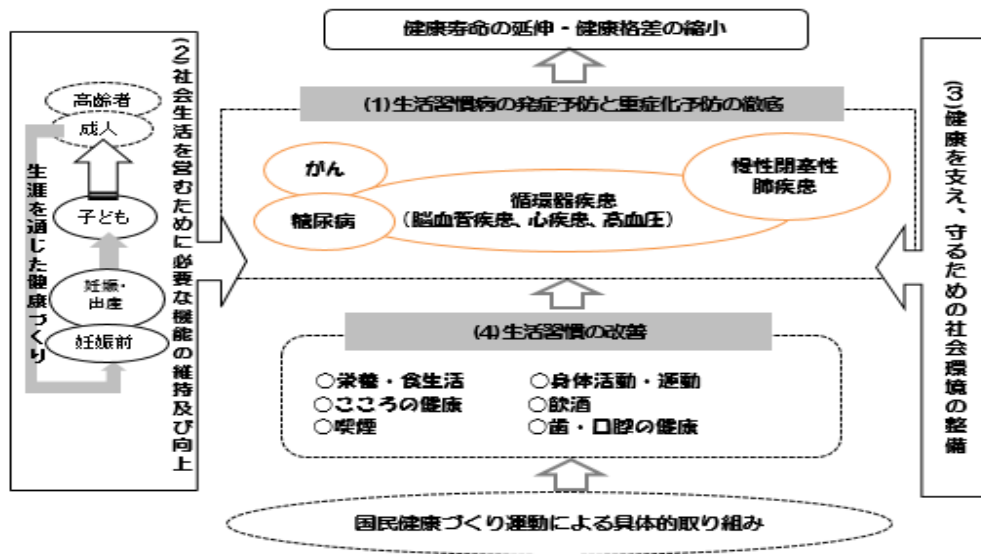 健康寿命の延伸・健康格差の縮小
(1)生活習慣病の発症予防と重症化予防の徹底
がん
糖尿病
循環器疾患
(脳血管疾患、心疾患、高血圧)
慢性閉塞性
肺疾患
(2)社会生活を営むために必要な機能の維持及び向上
高齢者
成人
子ども
妊娠・
出産
妊娠前
生涯を通じた健康づくり
(3)健康を支え、守るための社会環境の整備
(4)生活習慣の改善
○栄養・食生活
○身体活動・運動
○こころの健康
○飲酒
○喫煙
○歯・口腔の健康
国民健康づくり運動による具体的取り組み